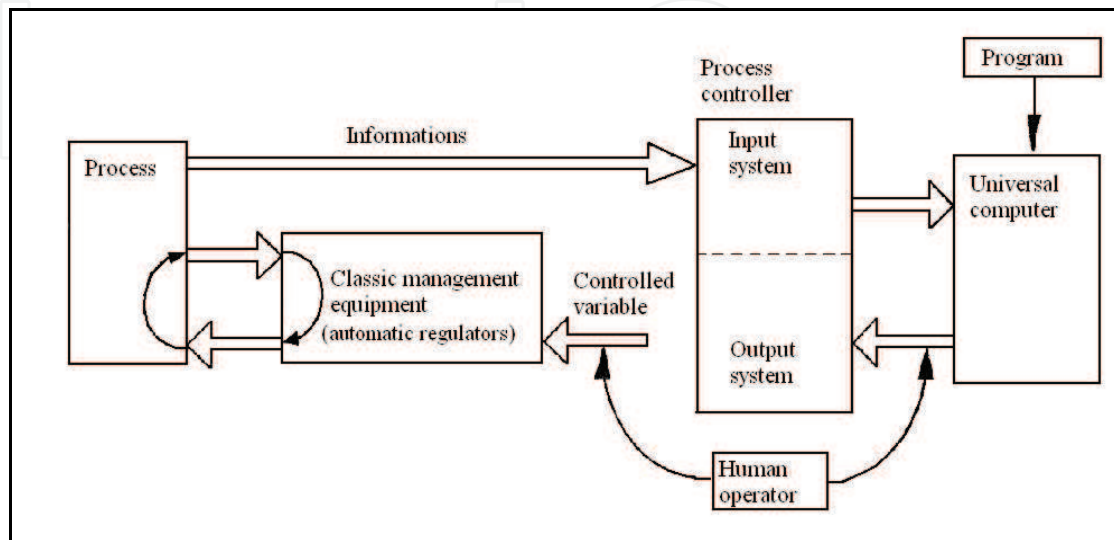 Program
Process
controller
Informations
Input
system
Process
Universal
computer
Classic management
equipment
(automatic regulators)
Controlled
variable
Output
system
Human
operator